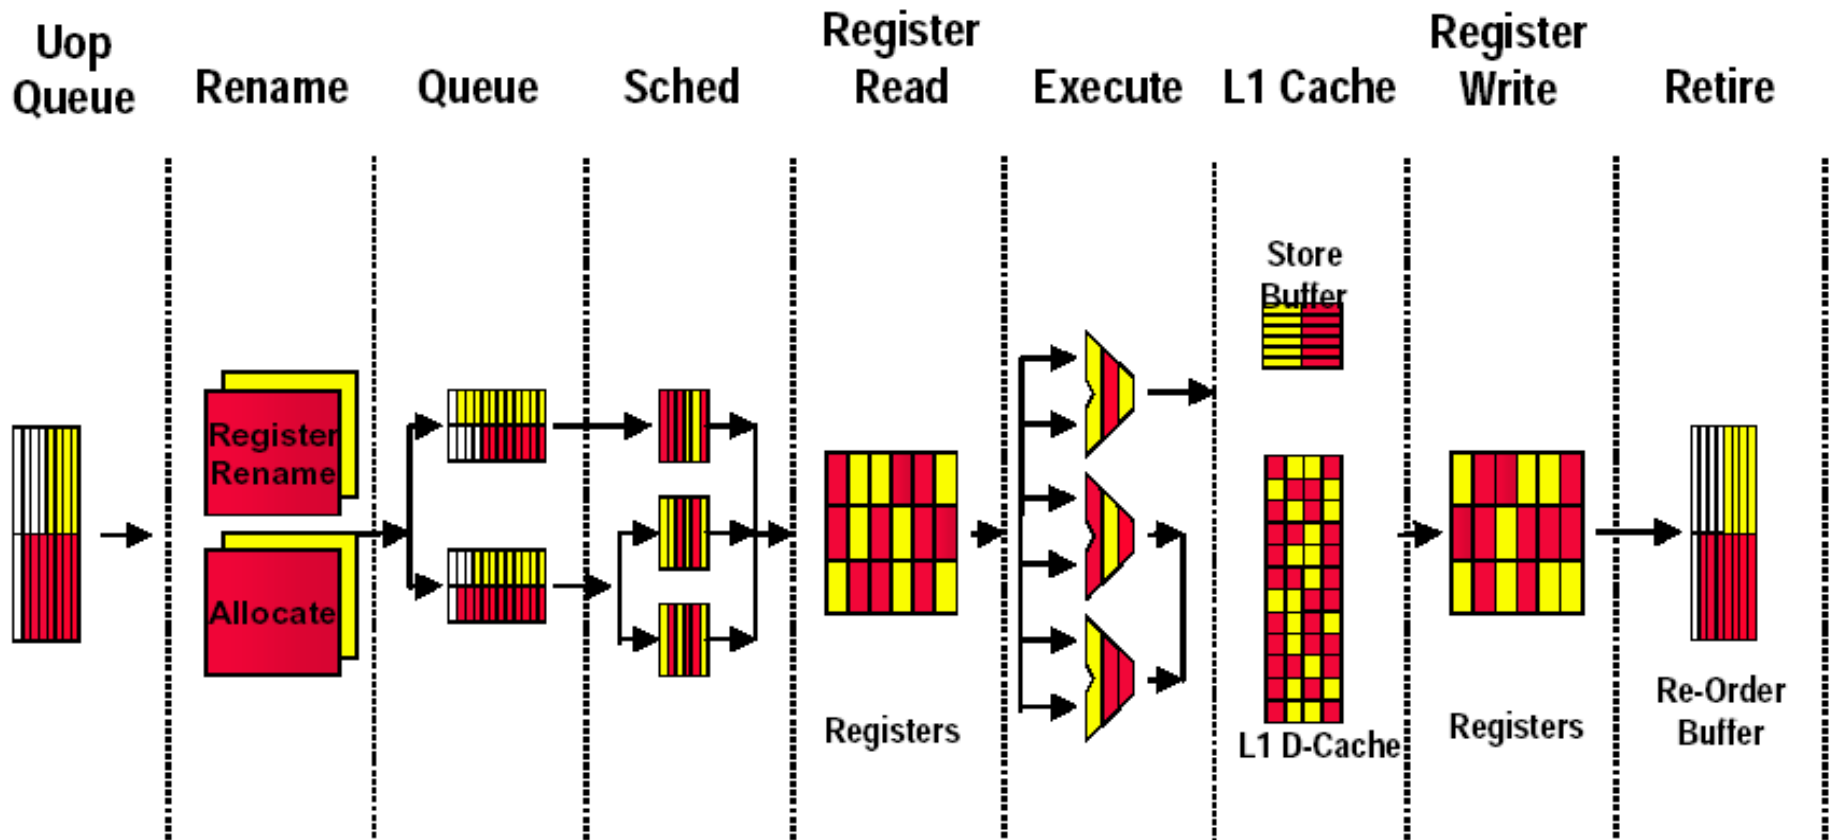 Uop
Queue
Rename
Queue
Sched
Register
Read
Execute
L1 Cache
Register
Write
Retire
Register
Rename
Allocate
Registers
Store
Buffer
L1 D-Cache
Registers
Re-Order
Buffer